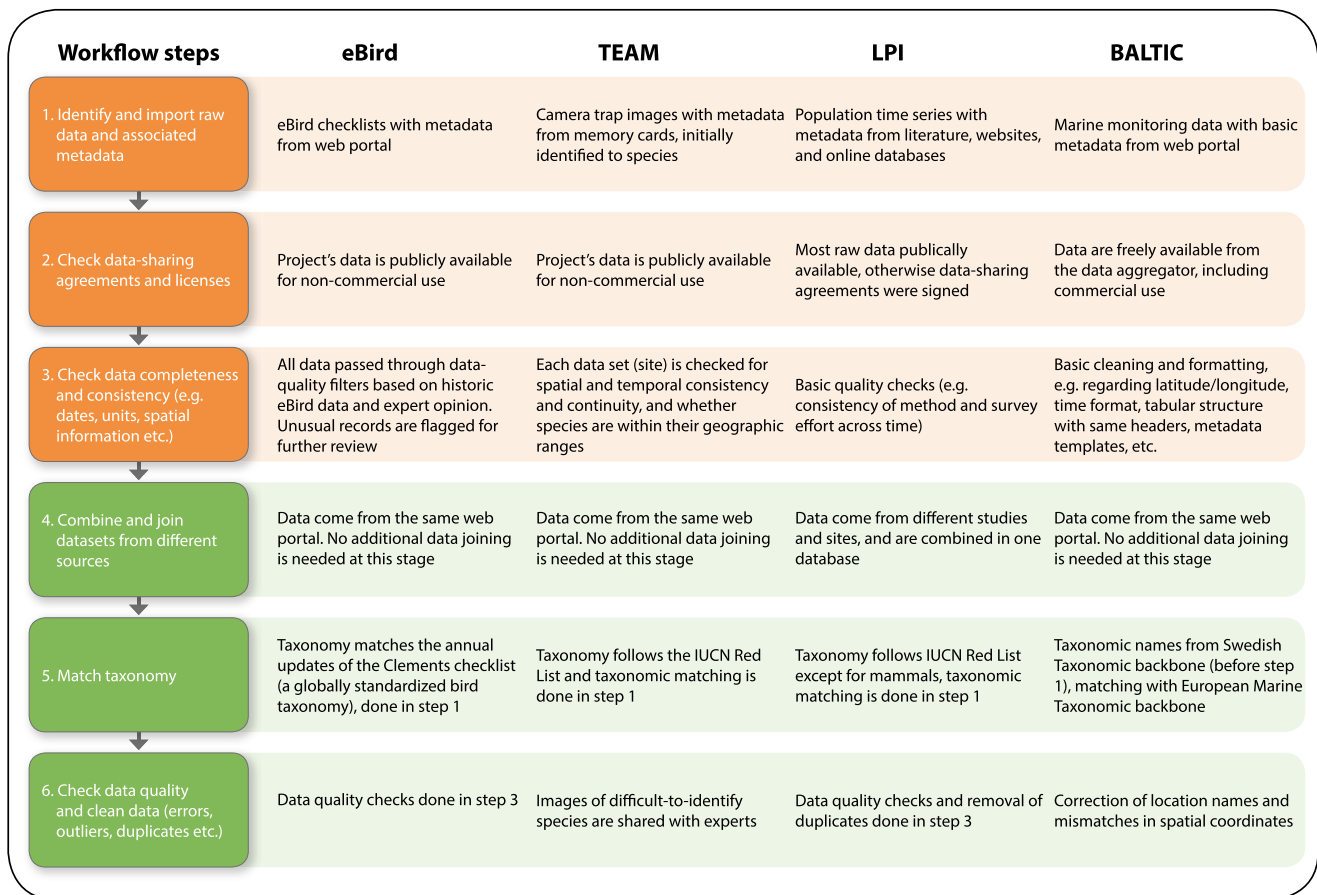 Workflow steps
eBird
TEAM
LPI
BALTIC
1. Identify and import raw
data and associated
metadata
eBird checklists with metadata
from web portal
Camera trap images with metadata
from memory cards, initially
identified to species
Population time series with
metadata from literature, websites,
and online databases
Marine monitoring data with basic
metadata from web portal
2. Check data-sharing
agreements and licenses
Project's data is publicly available
for non-commercial use
Project's data is publicly available
for non-commercial use
Most raw data publically
available, otherwise data-sharing
agreements were signed
Data are freely available from
the data aggregator, including
commercial use
3. Check data completeness
and consistency (e.g.
dates, units, spatial
information etc.)
All data passed through data-
quality filters based on historic
eBird data and expert opinion.
Unusual records are flagged for
further review
Each data set (site) is checked for
spatial and temporal consistency
and continuity, and whether
species are within their geographic
ranges
Basic quality checks (e.g.
consistency of method and survey
effort across time)
Basic cleaning and formatting,
e.g. regarding latitude/longitude,
time format, tabular structure
with same headers, metadata
templates, etc.
4. Combine and join
datasets from different
sources
Data come from the same web
portal. No additional data joining
is needed at this stage
Data come from the same web
portal. No additional data joining
is needed at this stage
Data come from different studies
and sites, and are combined in one
database
Data come from the same web
portal. No additional data joining
is needed at this stage
5. Match taxonomy
Taxonomy matches the annual
updates of the Clements checklist
(a globally standardized bird
taxonomy), done in step 1
Taxonomy follows the IUCN Red
List and taxonomic matching is
done in step 1
Taxonomy follows IUCN Red List
except for mammals, taxonomic
matching is done in step 1
Taxonomic names from Swedish
Taxonomic backbone (before step
1), matching with European Marine
Taxonomic backbone
6. Check data quality
and clean data (errors,
outliers, duplicates etc.)
Data quality checks done in step 3
Images of difficult-to-identify
species are shared with experts
Data quality checks and removal of
duplicates done in step 3
Correction of location names and
mismatches in spatial coordinates